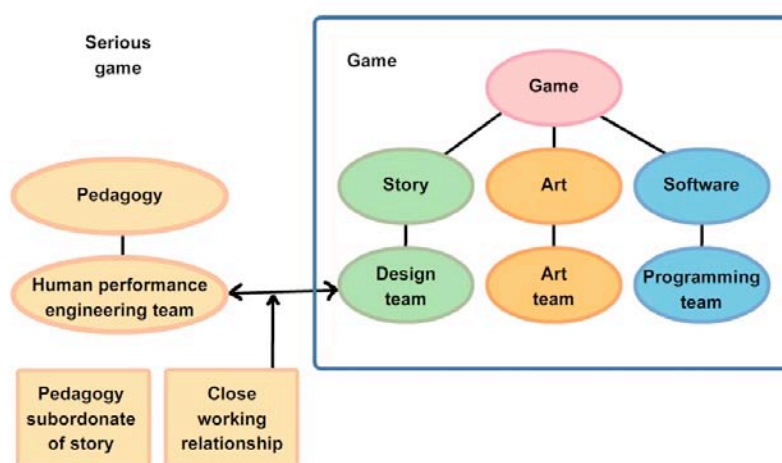 Serious
game
Game
Game
Story
Art
Software
Pedagogy
Human performance
engineering team
Design
team
Art
team
Programming
team
Pedagogy
subordonate
of story
Close
working
relationship